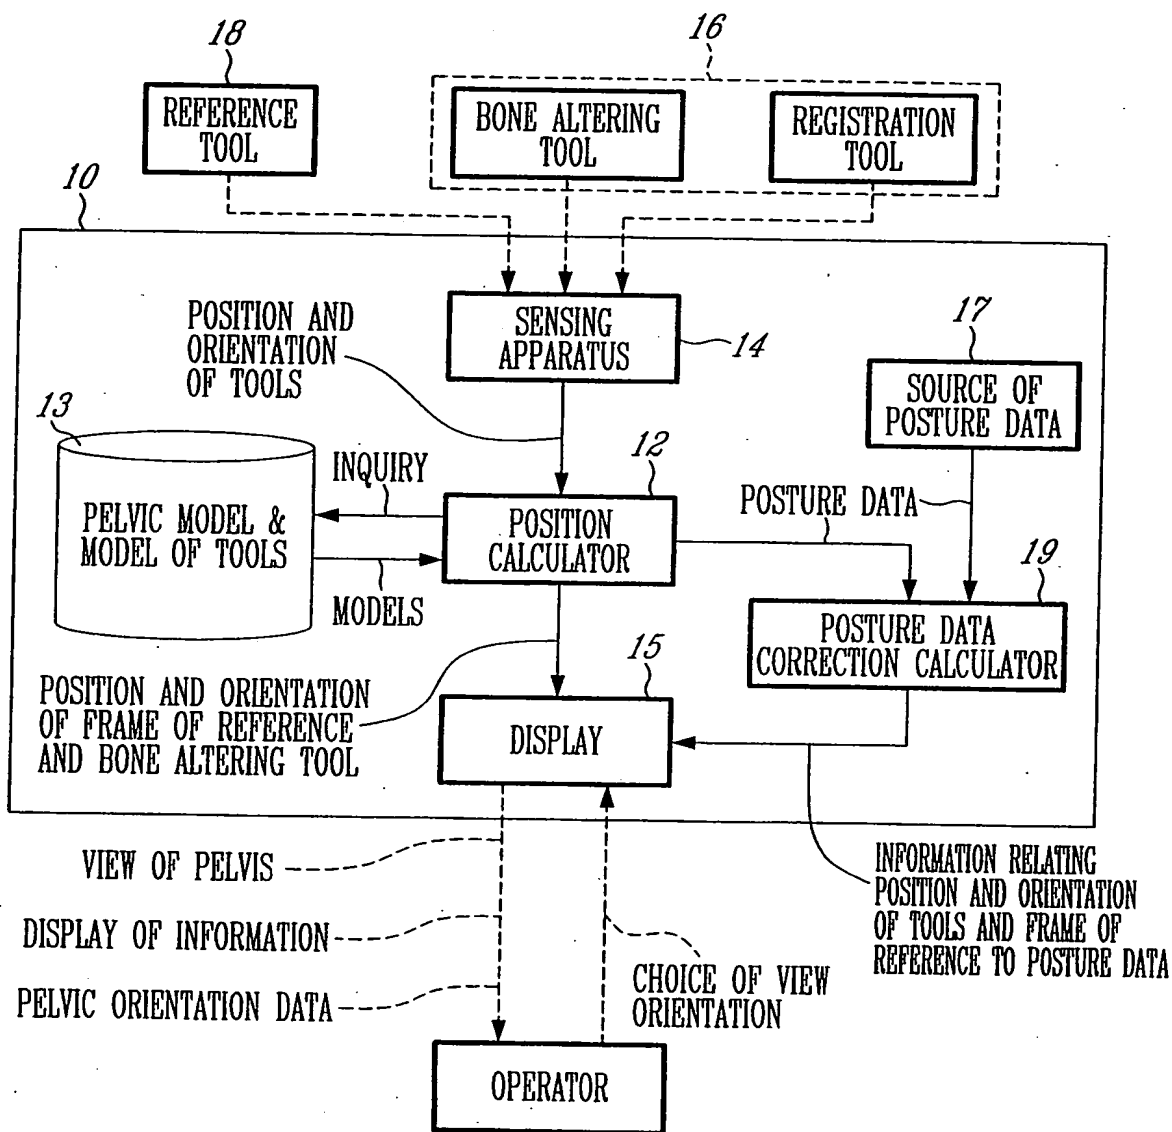 18
16
REFERENCE
TOOL
BONE ALTERING
TOOL
REGISTRATION
TOOL
10
POSITION AND
ORIENTATION
OF TOOLS
SENSING
APPARATUS
14
17
SOURCE OF
POSTURE DATA
13
PELVIC MODEL &
MODEL OF TOOLS
INQUIRY
MODELS
12
POSITION
CALCULATOR
POSTURE DATA
19
POSTURE DATA
CORRECTION CALCULATOR
POSITION AND ORIENTATION
OF FRAME OF REFERENCE
AND BONE ALTERING TOOL
15
DISPLAY
VIEW OF PELVIS
DISPLAY OF INFORMATION
PELVIC ORIENTATION DATA
CHOICE OF VIEW
ORIENTATION
INFORMATION RELATING
POSITION AND ORIENTATION
OF TOOLS AND FRAME OF
REFERENCE TO POSTURE DATA
OPERATOR